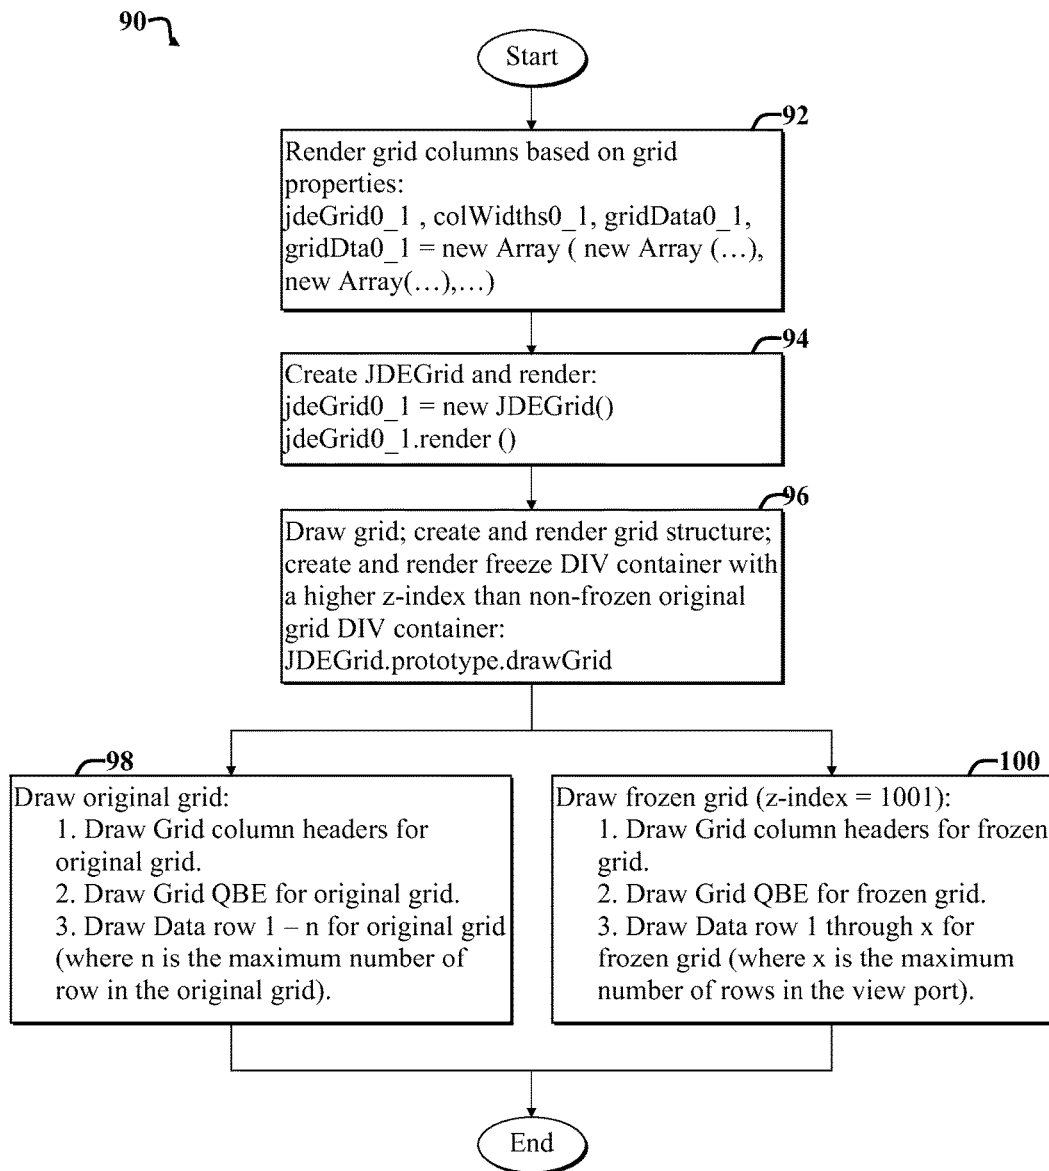 90
Start
92
Render grid columns based on grid
properties:
jdeGrid0_1 , colWidths0_1, gridData0_1,
gridDta0_1 = new Array ( new Array (…),
new Array(…),…)
94
Create JDEGrid and render:
jdeGrid0_1 = new JDEGrid()
jdeGrid0_1.render ()
96
Draw grid; create and render grid structure;
create and render freeze DIV container with
a higher z-index than non-frozen original
grid DIV container:
JDEGrid.prototype.drawGrid
98
Draw original grid:
1. Draw Grid column headers for
original grid.
2. Draw Grid QBE for original grid.
3. Draw Data row 1 – n for original grid
(where n is the maximum number of
row in the original grid).
100
Draw frozen grid (z-index = 1001):
1. Draw Grid column headers for frozen
grid.
2. Draw Grid QBE for frozen grid.
3. Draw Data row 1 through x for
frozen grid (where x is the maximum
number of rows in the view port).
End